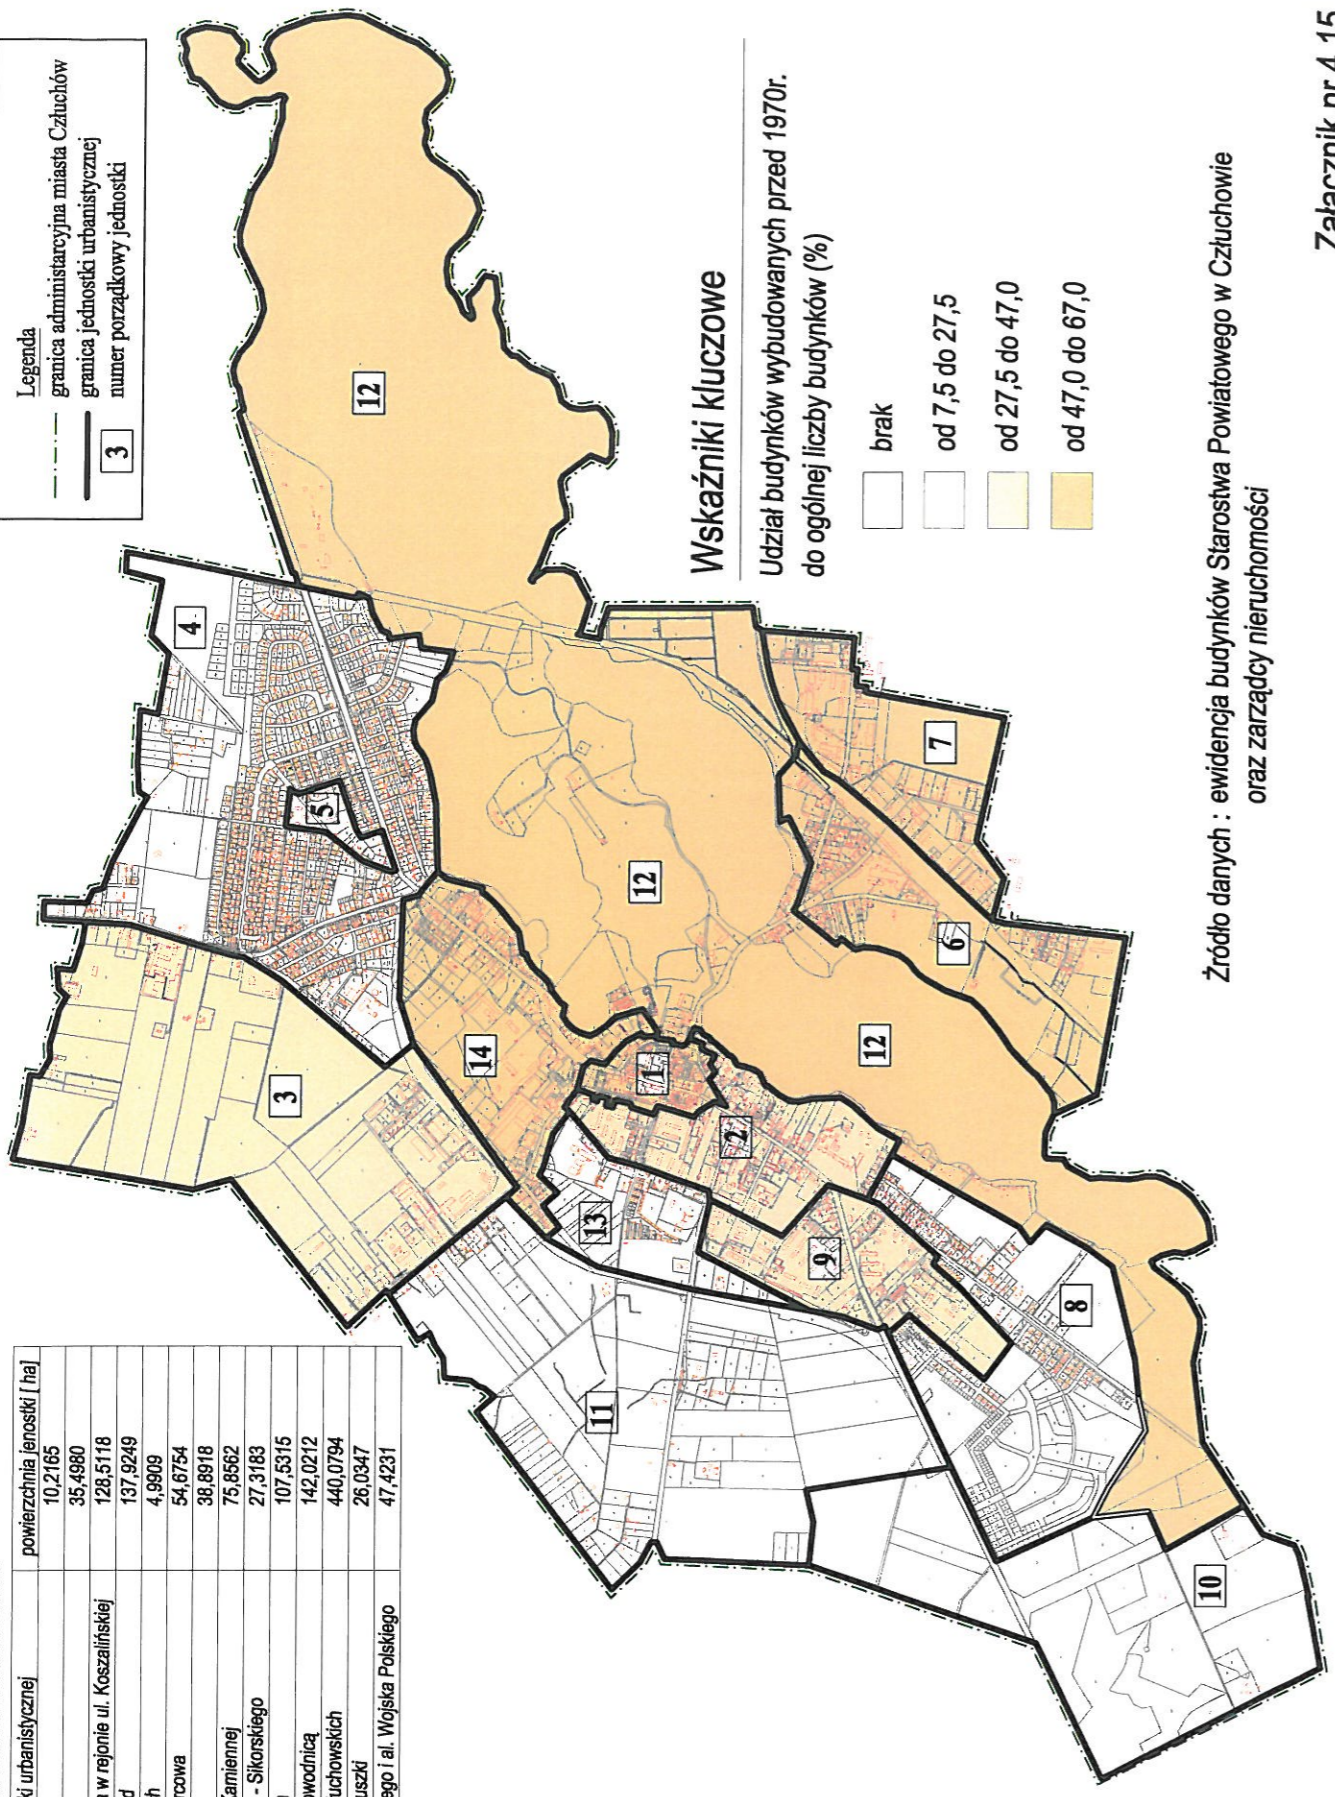 ki urbanistycznej powierzchnia jenostki [ha]
10,2165
35,4980
w rejonie ul. Koszalińskiej 128,5118
137,9249
4,9909
54,6754
38,8918
75,8562
- Sikorskiego 27,3183
107,5315
142,0212
440,0794
26,0347
ego i al. Wojska Polskiego 47,4231
Legenda
granica administarcyjna miasta Człuchów
granica jednostki urbanistycznej
3 numer porządkowy jednostki
12
4
5
3
14
12
7
6
1
2
12
13
9
8
11
10
Wskaźniki kluczowe
Udział budynków wybudowanych przed 1970r.
do ogólnej liczby budynków (%)
brak
od 7,5 do 27,5
od 27,5 do 47,0
od 47,0 do 67,0
Źródło danych : ewidencja budynków Starostwa Powiatowego w Człuchowie
oraz zarządcy nieruchomości
Załącznik nr 4.15